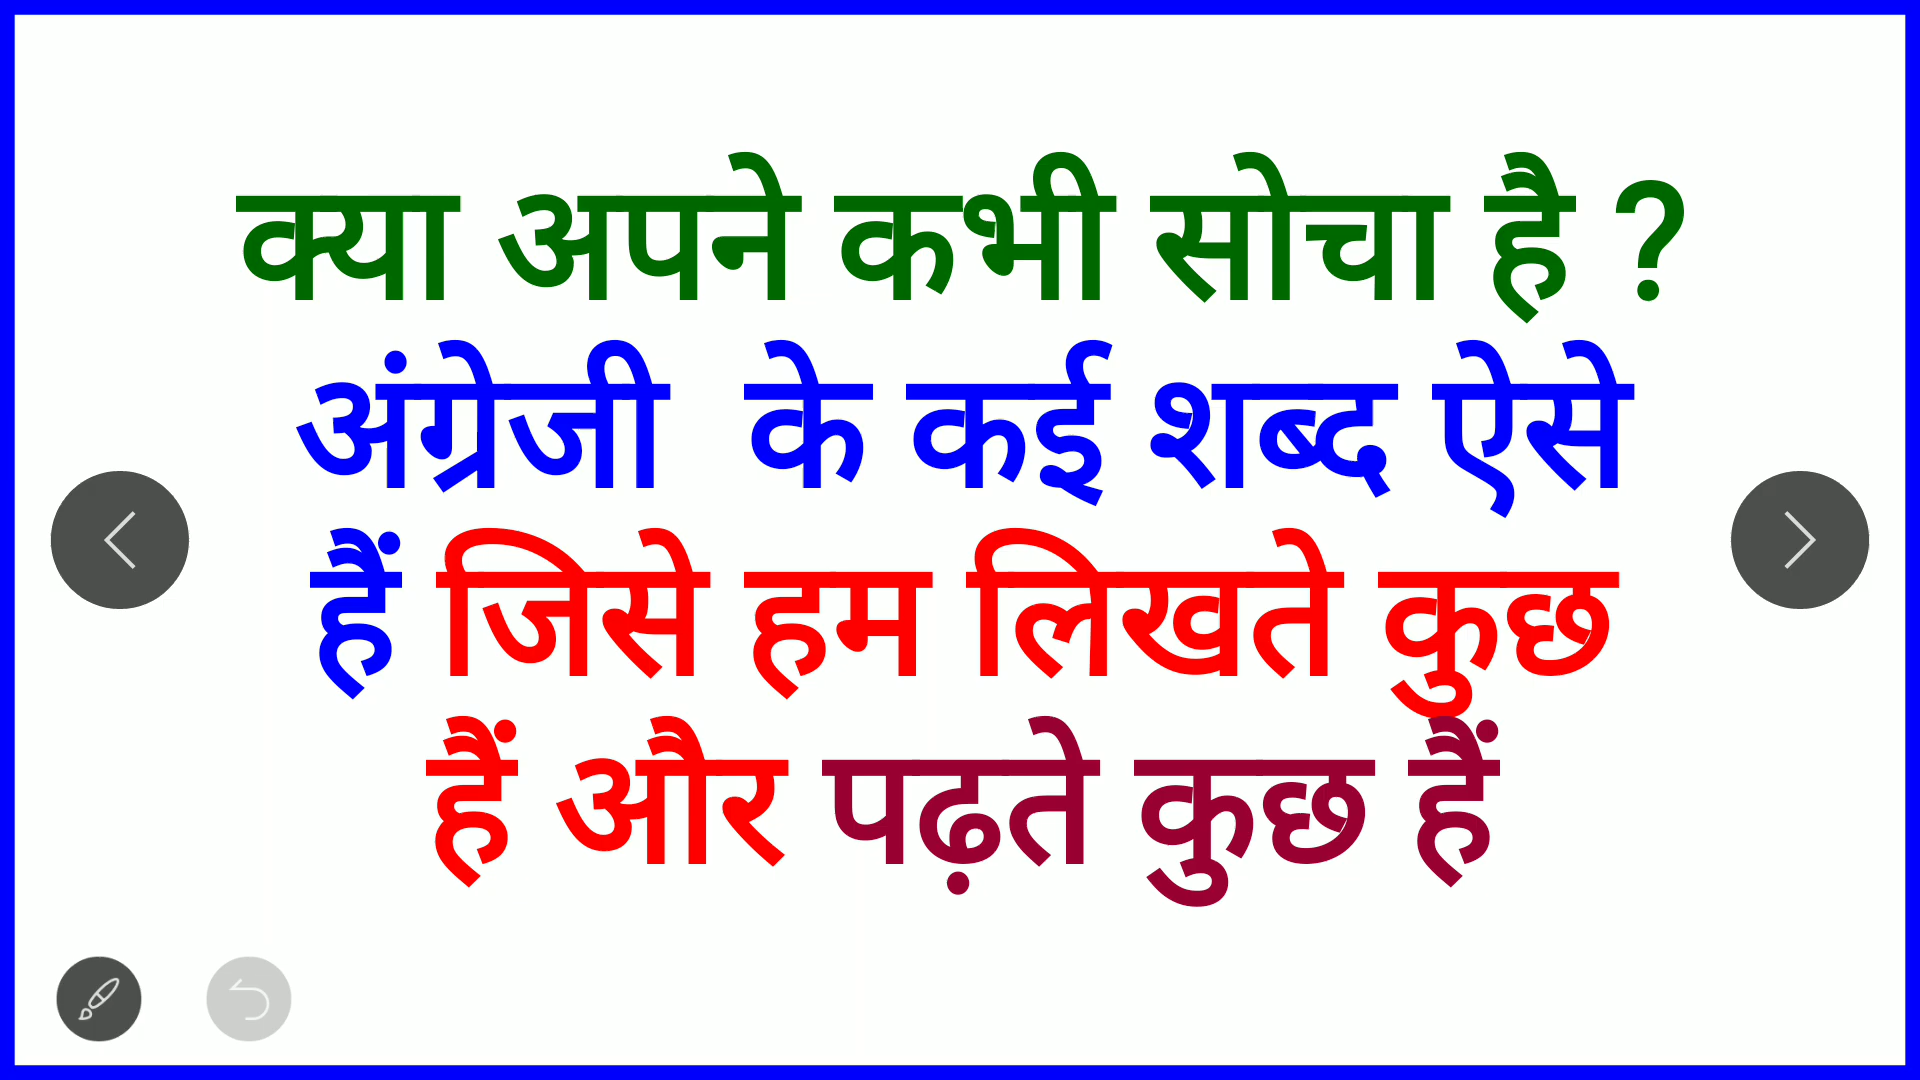 क्या अपने कभी सोचा है ?
अंग्रेजी के कई शब्द ऐसे
हैं जिसे हम लिखते कुछ
हैं और पढ़ते कुछ हैं